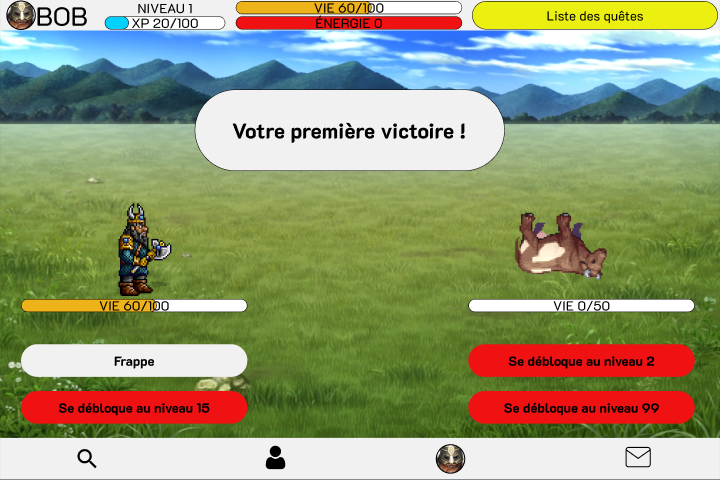 BOB
NIVEAU 1
XP 20/100
VIE 60/100
ÉNERGIE 0
Liste des quêtes
Votre première victoire !
VIE 60/100
VIE 0/50
Frappe
Se débloque au niveau 2
Se débloque au niveau 15
Se débloque au niveau 99